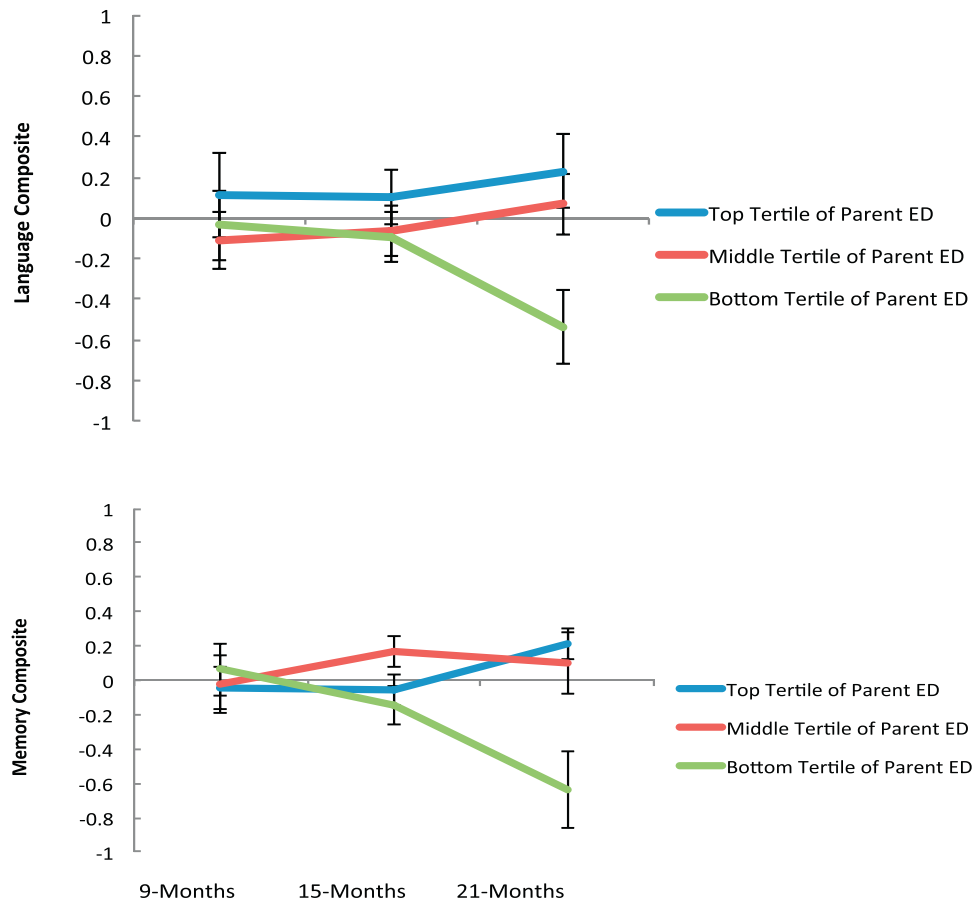 1
0.8
0.6
0.4
0.2
0
-0.2
-0.4
-0.6
-0.8
-1
Language Composite
Top Tertile of Parent ED
Middle Tertile of Parent ED
Bottom Tertile of Parent ED
1
0.8
0.6
0.4
0.2
0
-0.2
-0.4
-0.6
-0.8
-1
Memory Composite
Top Tertile of Parent ED
Middle Tertile of Parent ED
Bottom Tertile of Parent ED
9-Months 15-Months 21-Months